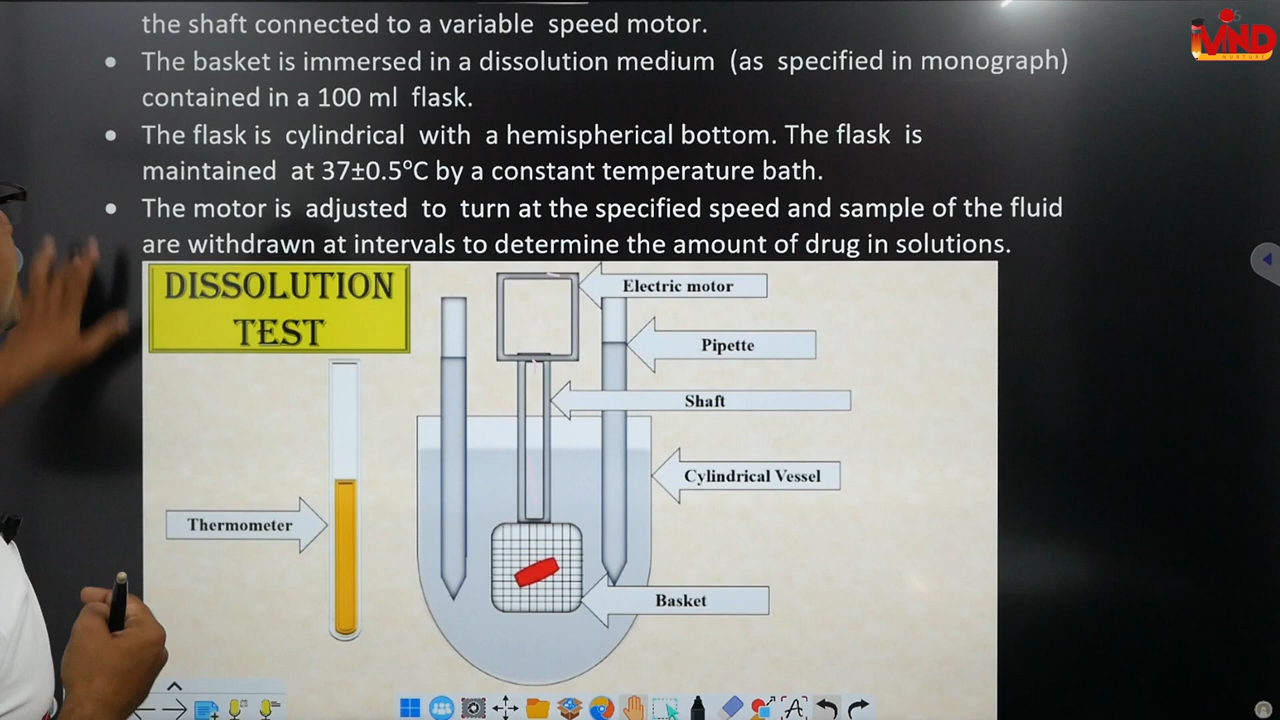 the shaft connected to a variable speed motor.
• The basket is immersed in a dissolution medium (as specified in monograph)
contained in a 100 ml flask.
• The flask is cylindrical with a hemispherical bottom. The flask is
maintained at 37±0.5°C by a constant temperature bath.
• The motor is adjusted to turn at the specified speed and sample of the fluid
are withdrawn at intervals to determine the amount of drug in solutions.
DISSOLUTION
TEST
Electric motor
Pipette
Shaft
Cylindrical Vessel
Thermometer
Basket
MIND
NURTURE